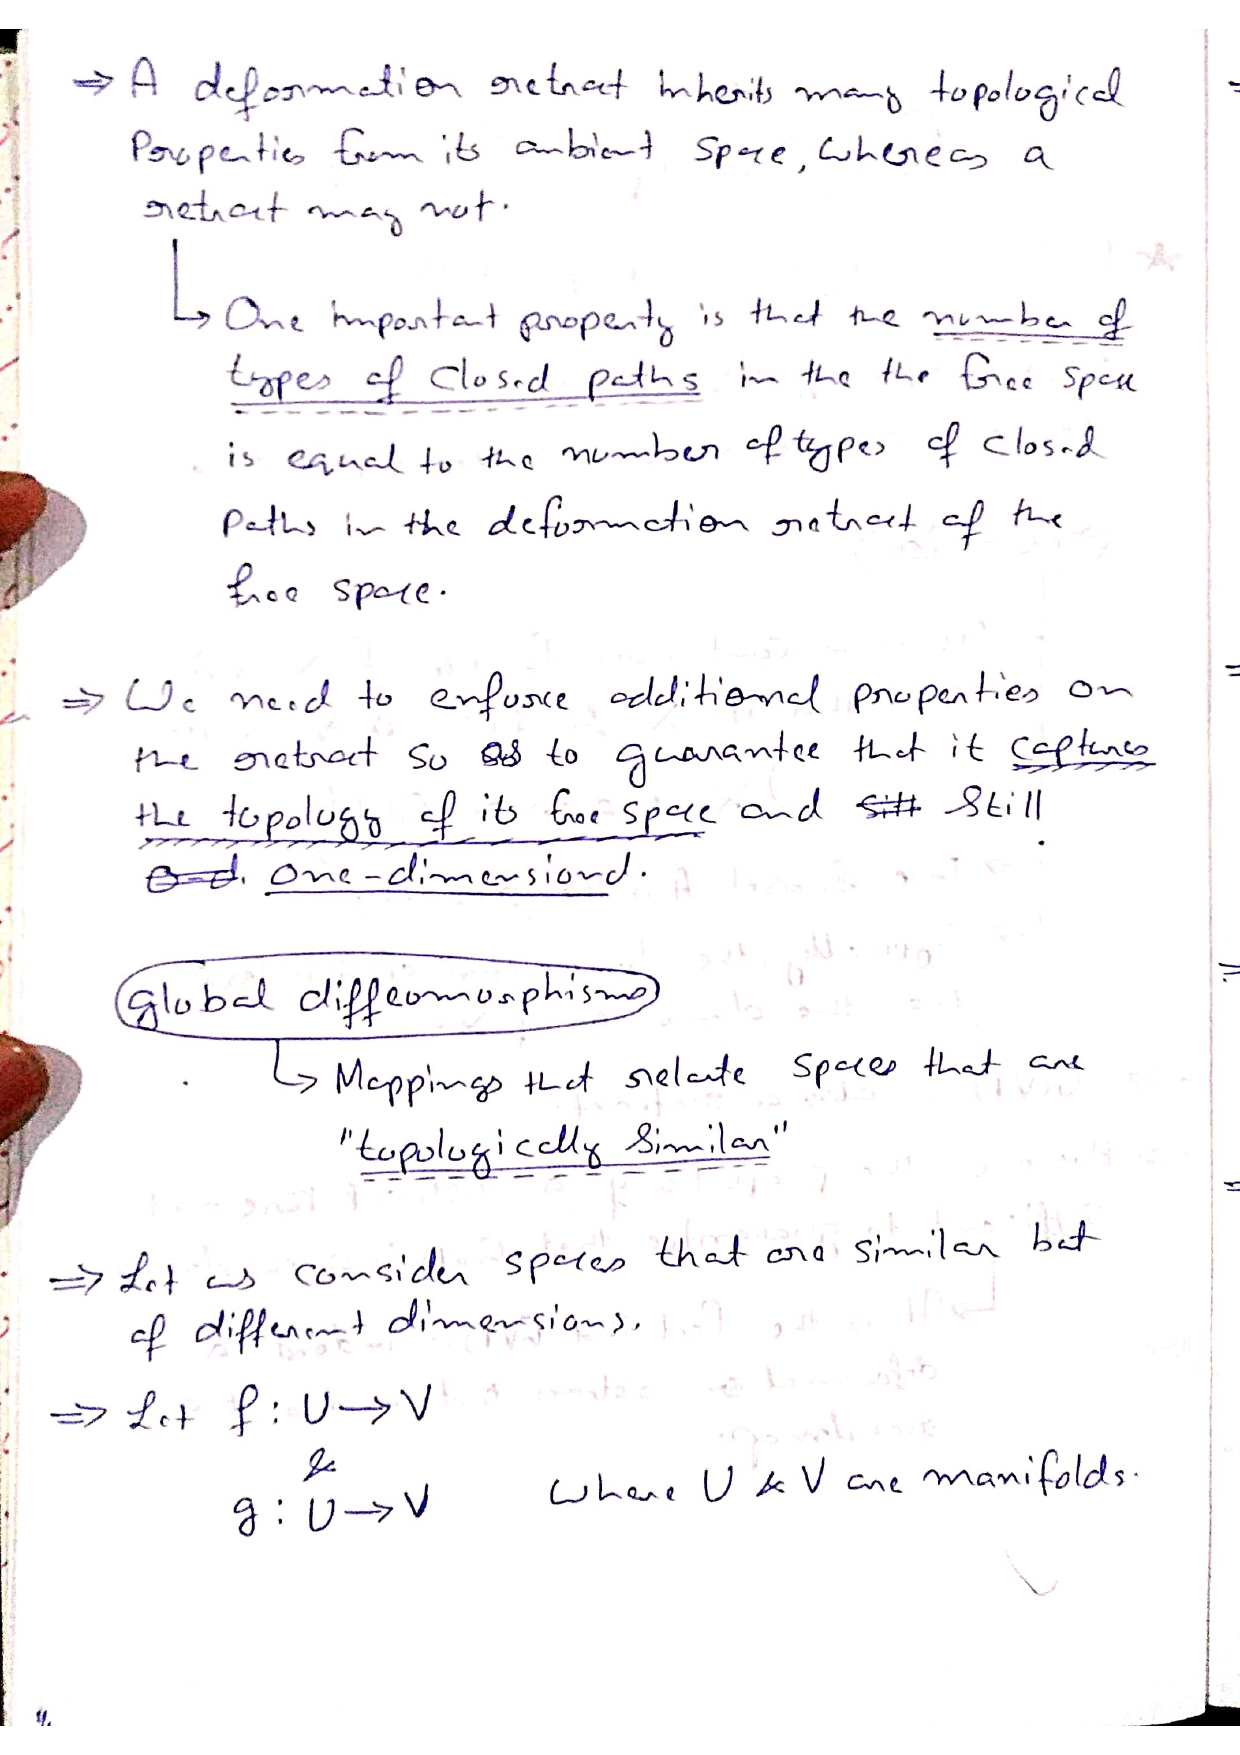 ⇒ A deformation retract inherits many topological
Properties from its ambient space, whereas a
retract may not.
↳ One important property is that the number of
types of closed paths in the the free space
is equal to the number of types of closed
Paths in the deformation retract of the
free space.
⇒ We need to enforce additional properties on
the retract so as to guarantee that it captures
the topology of its free space and Still
one-dimensional.
Global diffeomorphisms
↳ Mappings that relate spaces that are
"topologically Similar"
⇒ Let us consider spaces that are similar but
of different dimensions.
⇒ Let f : U → V
&
g : U → V where U & V are manifolds.